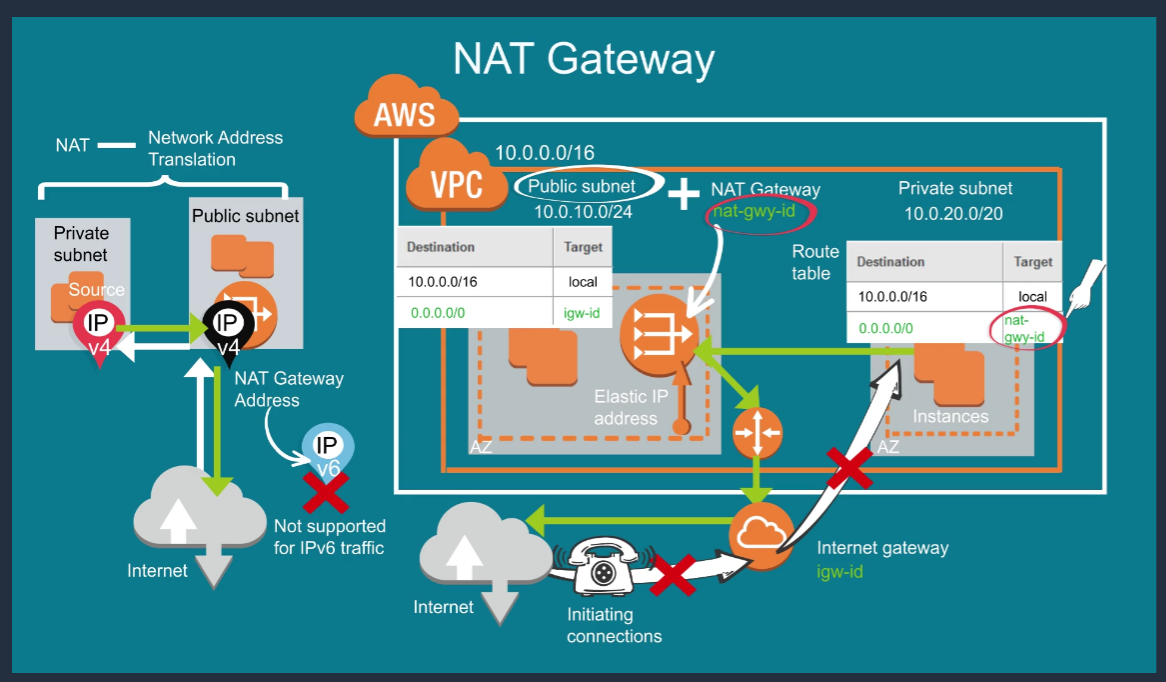 NAT Gateway
NAT
Network Address
Translation
Private
subnet
Source
IP
v4
Public subnet
IP
v4
NAT Gateway
Address
IP
v6
Not supported
for IPv6 traffic
Internet
AWS
VPC
10.0.0.0/16
Public subnet
10.0.10.0/24
+
NAT Gateway
nat-gwy-id
Private subnet
10.0.20.0/20
Destination Target
10.0.0.0/16 local
0.0.0.0/0 igw-id
Route
table
Destination Target
10.0.0.0/16 local
0.0.0.0/0 nat-
gwy-id
Elastic IP
address
AZ
Instances
AZ
Internet
Initiating
connections
Internet gateway
igw-id